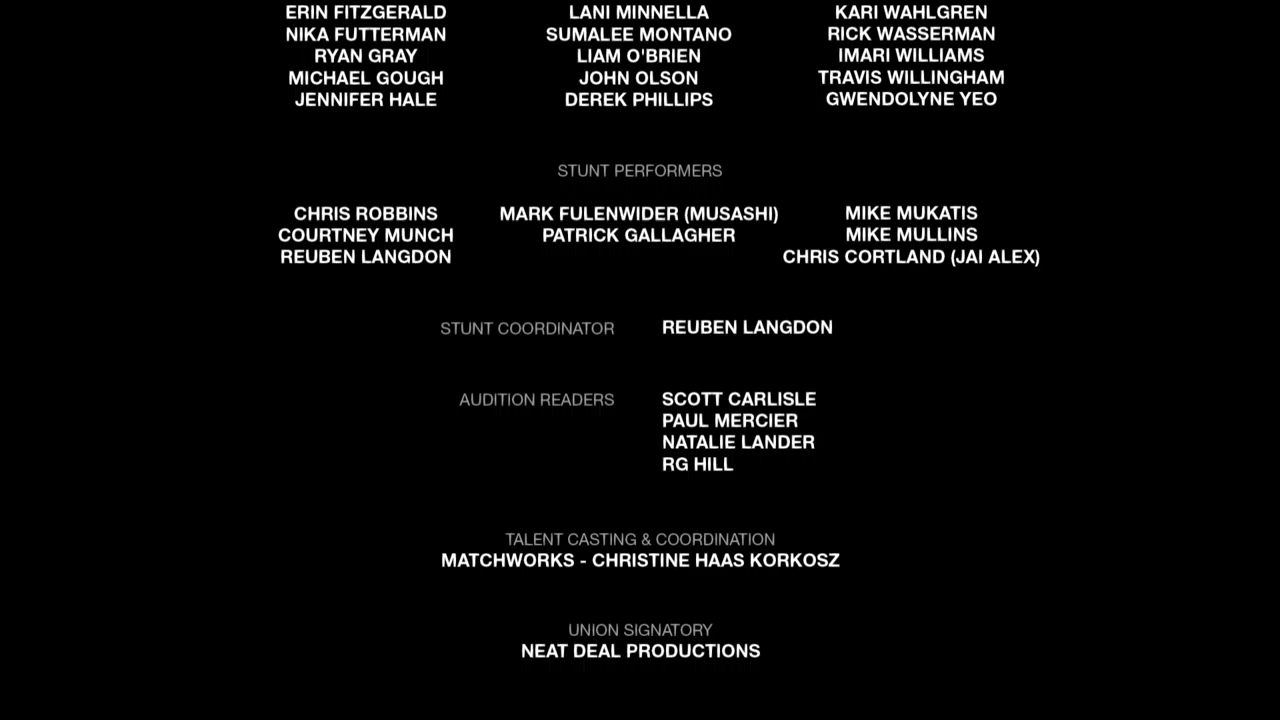 ERIN FITZGERALD LANI MINNELLA KARI WAHLGREN
NIKA FUTTERMAN SUMALEE MONTANO RICK WASSERMAN
RYAN GRAY LIAM O'BRIEN IMARI WILLIAMS
MICHAEL GOUGH JOHN OLSON TRAVIS WILLINGHAM
JENNIFER HALE DEREK PHILLIPS GWENDOLYNE YEO
STUNT PERFORMERS
CHRIS ROBBINS MARK FULENWIDER (MUSASHI) MIKE MUKATIS
COURTNEY MUNCH PATRICK GALLAGHER MIKE MULLINS
REUBEN LANGDON CHRIS CORTLAND (JAI ALEX)
STUNT COORDINATOR REUBEN LANGDON
AUDITION READERS SCOTT CARLISLE
PAUL MERCIER
NATALIE LANDER
RG HILL
TALENT CASTING & COORDINATION
MATCHWORKS - CHRISTINE HAAS KORKOSZ
UNION SIGNATORY
NEAT DEAL PRODUCTIONS